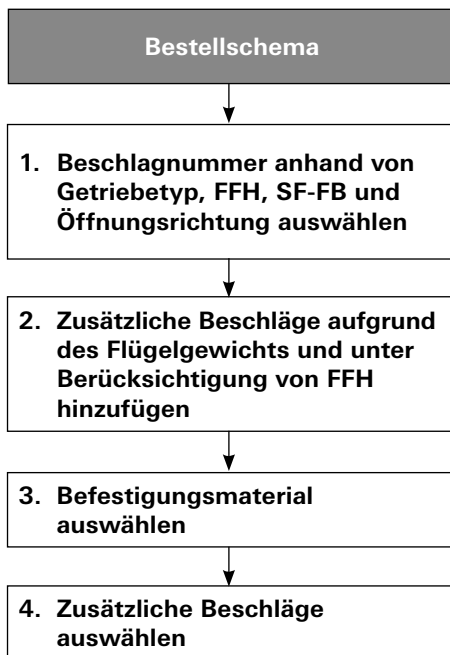 Bestellschema
1. Beschlagnummer anhand von
Getriebetyp, FFH, SF-FB und
Öffnungsrichtung auswählen
2. Zusätzliche Beschläge aufgrund
des Flügelgewichts und unter
Berücksichtigung von FFH
hinzufügen
3. Befestigungsmaterial
auswählen
4. Zusätzliche Beschläge
auswählen